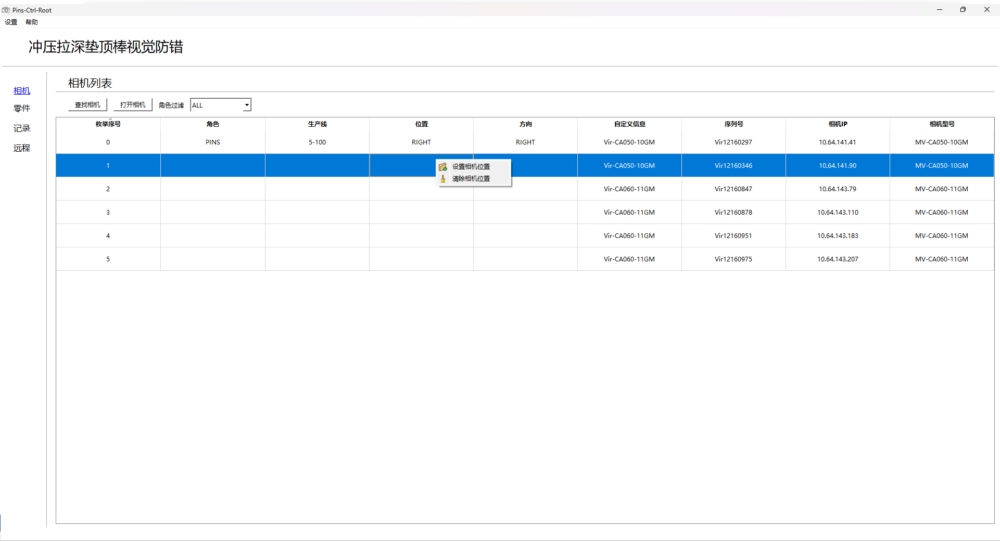 Pins-Ctrl-Root
设置 帮助
冲压拉深垫顶棒视觉防错
相机
零件
记录
远程
相机列表
查找相机 打开相机 角色过滤 ALL
枚举序号 角色 生产线 位置 方向 自定义信息 序列号 相机IP 相机型号
0 PINS 5-100 RIGHT RIGHT Vir-CA050-10GM Vir12160297 10.64.141.41 MV-CA050-10GM
1 Vir-CA050-10GM Vir12160346 10.64.141.90 MV-CA050-10GM
设置相机位置
清除相机位置
2 Vir-CA060-11GM Vir12160847 10.64.143.79 MV-CA060-11GM
3 Vir-CA060-11GM Vir12160878 10.64.143.110 MV-CA060-11GM
4 Vir-CA060-11GM Vir12160951 10.64.143.183 MV-CA060-11GM
5 Vir-CA060-11GM Vir12160975 10.64.143.207 MV-CA060-11GM